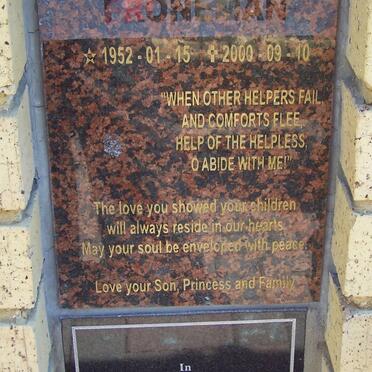 FRONEMAN
☆ 1952 - 01 - 15 ✞ 2000 - 09 - 10
"WHEN OTHER HELPERS FAIL,
AND COMFORTS FLEE,
HELP OF THE HELPLESS,
O ABIDE WITH ME!"
The love you showed your children
will always reside in our hearts.
May your soul be enveloped with peace.
Love your Son, Princess and Family
In